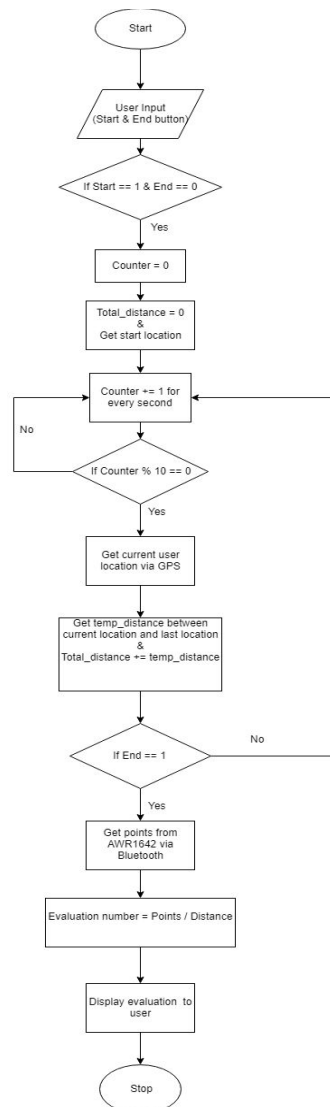 Start
User Input
(Start & End button)
If Start == 1 & End == 0
Yes
Counter = 0
Total_distance = 0
&
Get start location
Counter += 1 for
every second
No
If Counter % 10 == 0
Yes
Get current user
location via GPS
Get temp_distance between
current location and last location
&
Total_distance += temp_distance
If End == 1
No
Yes
Get points from
AWR1642 via
Bluetooth
Evaluation number = Points / Distance
Display evaluation to
user
Stop